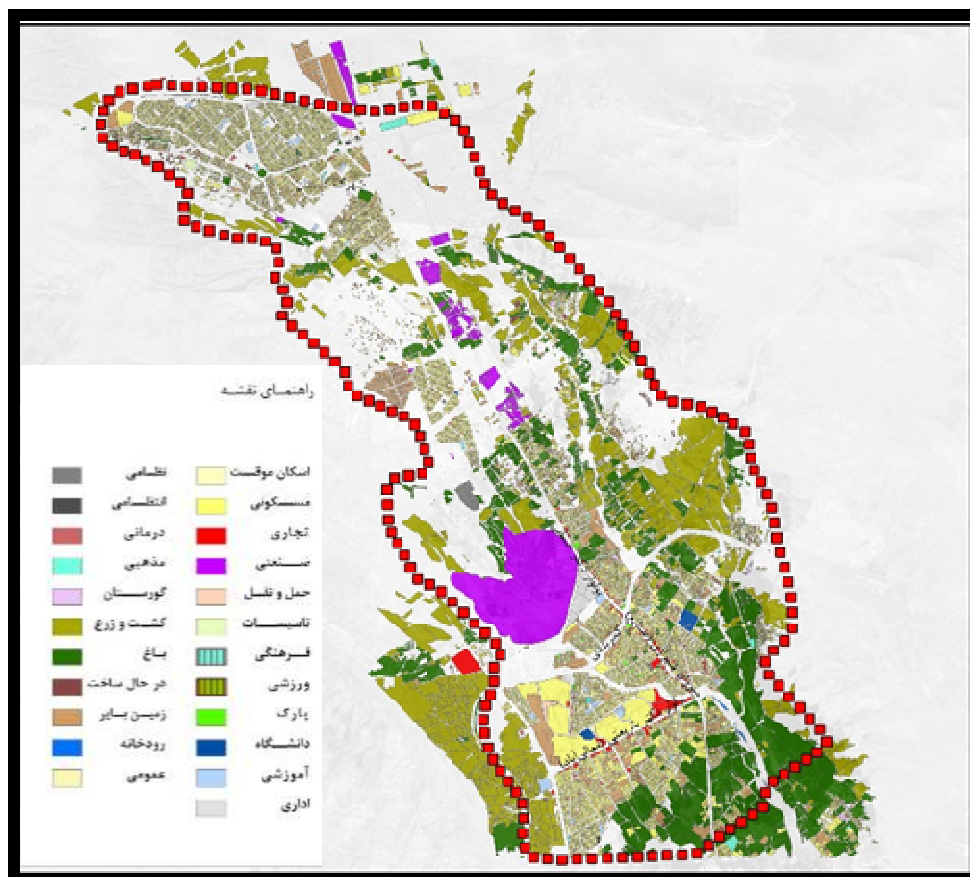 راهنمای نقشه
اسکان موقت
نظامی
مسکونی
انتظامی
تجاری
درمانی
صنعتی
مذهبی
حمل و نقل
گورستان
تاسیسات
کشت و زرع
فرهنگی
باغ
ورزشی
در حال ساخت
پارک
زمین بایر
دانشگاه
رودخانه
آموزشی
عمومی
اداری